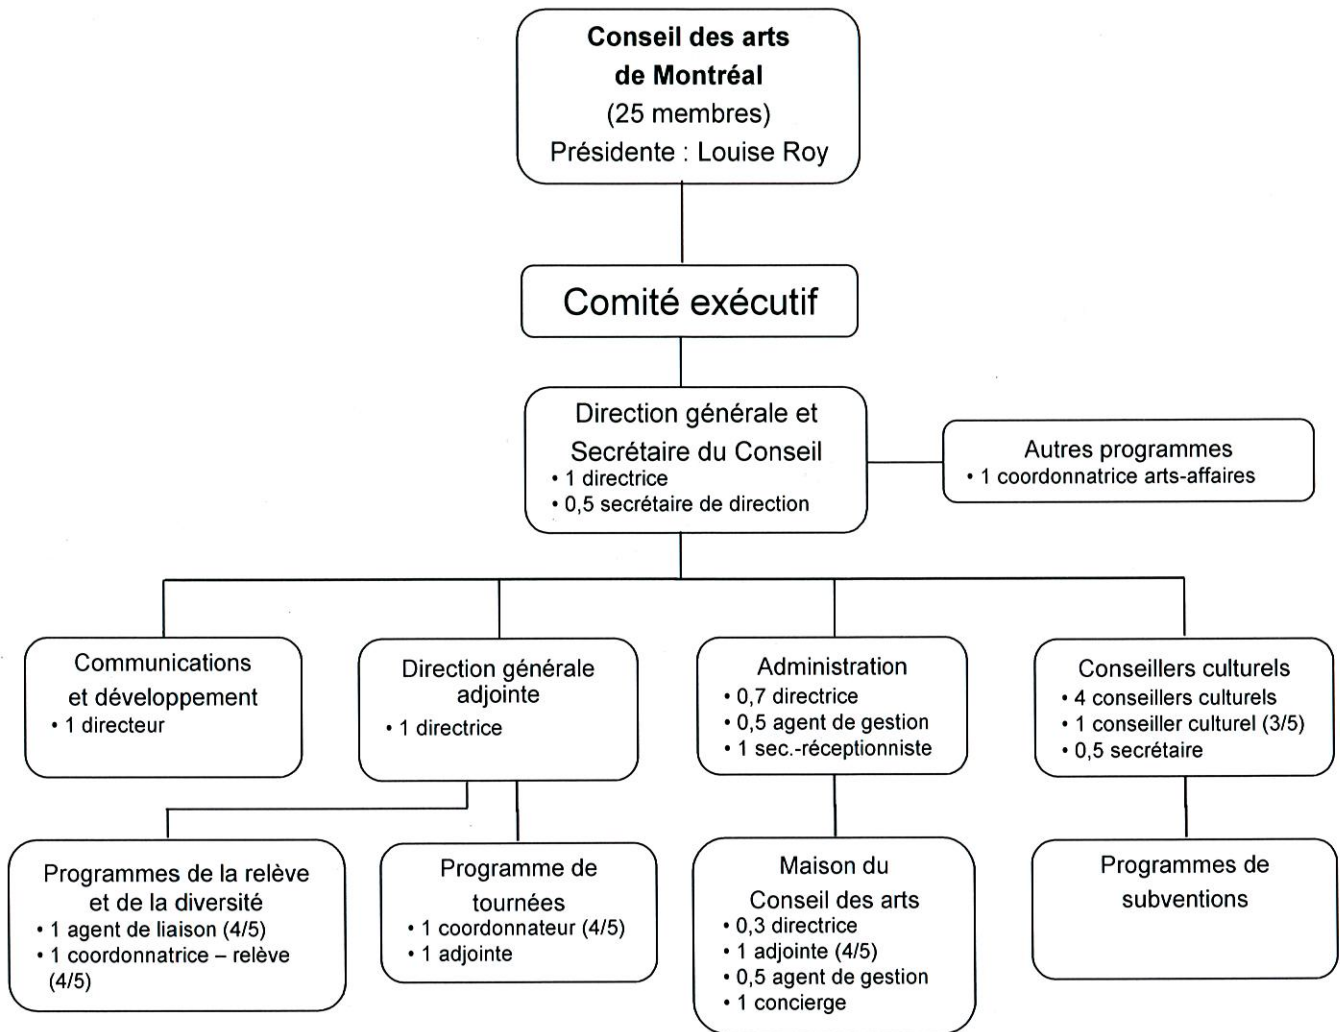 Conseil des arts
de Montréal
(25 membres)
Présidente : Louise Roy
Comité exécutif
Direction générale et
Secrétaire du Conseil
• 1 directrice
• 0,5 secrétaire de direction
Autres programmes
• 1 coordonnatrice arts-affaires
Communications
et développement
• 1 directeur
Direction générale
adjointe
• 1 directrice
Administration
• 0,7 directrice
• 0,5 agent de gestion
• 1 sec.-réceptionniste
Conseillers culturels
• 4 conseillers culturels
• 1 conseiller culturel (3/5)
• 0,5 secrétaire
Programmes de la relève
et de la diversité
• 1 agent de liaison (4/5)
• 1 coordonnatrice – relève
(4/5)
Programme de
tournées
• 1 coordonnateur (4/5)
• 1 adjointe
Maison du
Conseil des arts
• 0,3 directrice
• 1 adjointe (4/5)
• 0,5 agent de gestion
• 1 concierge
Programmes de
subventions